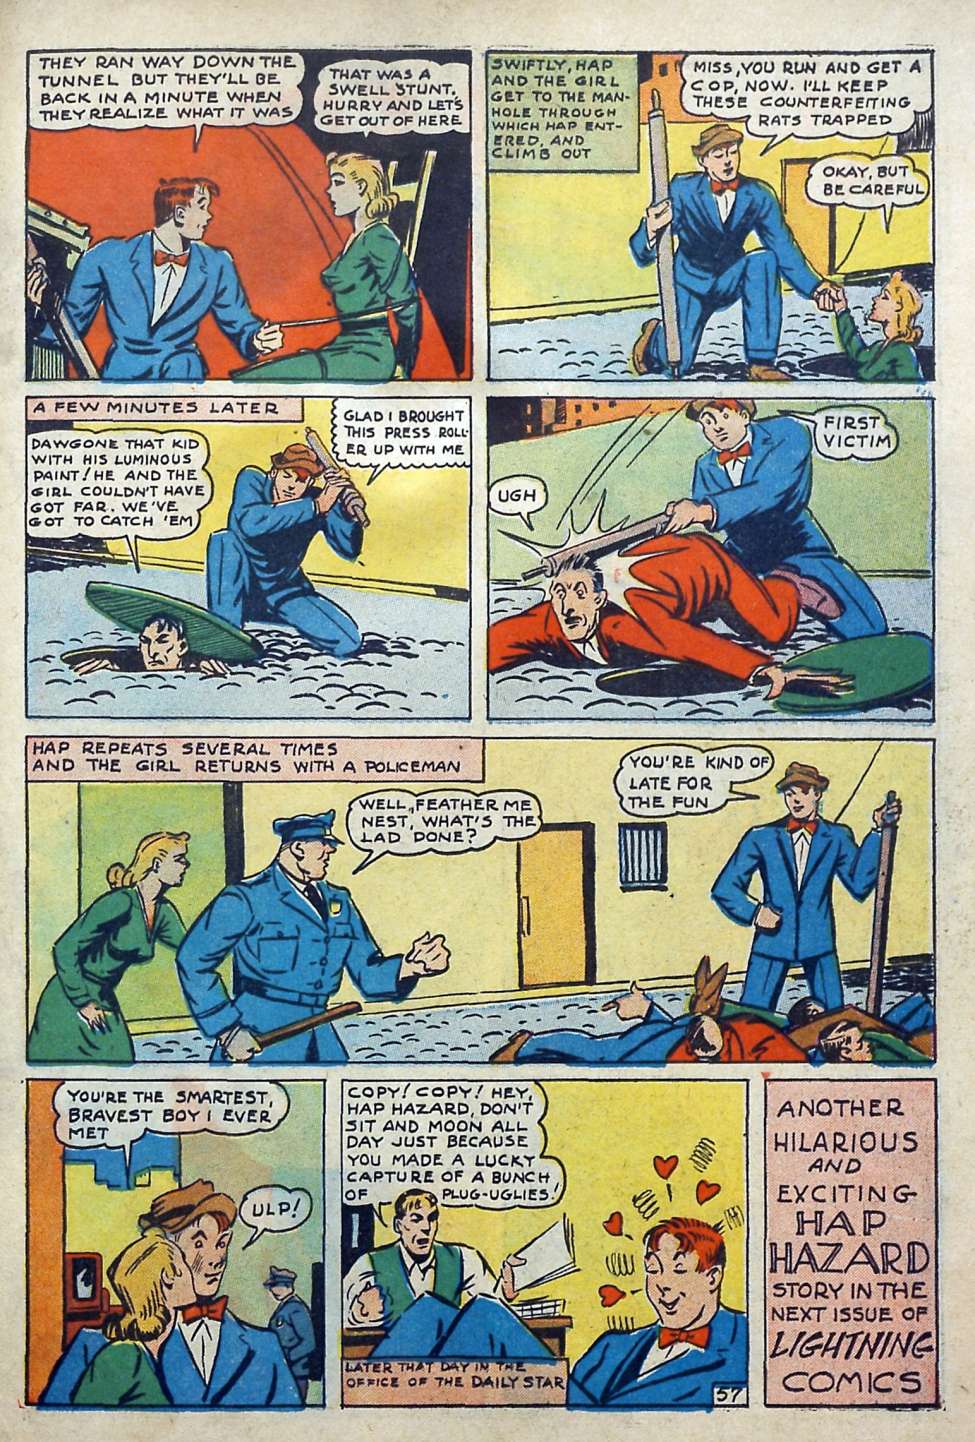 THEY RAN WAY DOWN THE
TUNNEL BUT THEY'LL BE
BACK IN A MINUTE WHEN
THEY REALIZE WHAT IT WAS
THAT WAS A
SWELL STUNT.
HURRY AND LET'S
GET OUT OF HERE
SWIFTLY, HAP
AND THE GIRL
GET TO THE MAN-
HOLE THROUGH
WHICH HAP ENT-
ERED, AND
CLIMB OUT
MISS, YOU RUN AND GET A
COP, NOW. I'LL KEEP
THESE COUNTERFEITING
RATS TRAPPED
OKAY, BUT
BE CAREFUL
A FEW MINUTES LATER
DAWGONE THAT KID
WITH HIS LUMINOUS
PAINT! HE AND THE
GIRL COULDN'T HAVE
GOT FAR. WE'VE
GOT TO CATCH 'EM
GLAD I BROUGHT
THIS PRESS ROLL-
ER UP WITH ME
UGH
FIRST
VICTIM
HAP REPEATS SEVERAL TIMES
AND THE GIRL RETURNS WITH A POLICEMAN
WELL, FEATHER ME
NEST, WHAT'S THE
LAD DONE?
YOU'RE KIND OF
LATE FOR
THE FUN
YOU'RE THE SMARTEST,
BRAVEST BOY I EVER
MET
ULP!
COPY! COPY! HEY,
HAP HAZARD, DON'T
SIT AND MOON ALL
DAY JUST BECAUSE
YOU MADE A LUCKY
CAPTURE OF A BUNCH
OF PLUG-UGLIES!
LATER THAT DAY IN THE
OFFICE OF THE DAILY STAR
57
ANOTHER
HILARIOUS
AND
EXCITING
HAP
HAZARD
STORY IN THE
NEXT ISSUE OF
LIGHTNING
COMICS